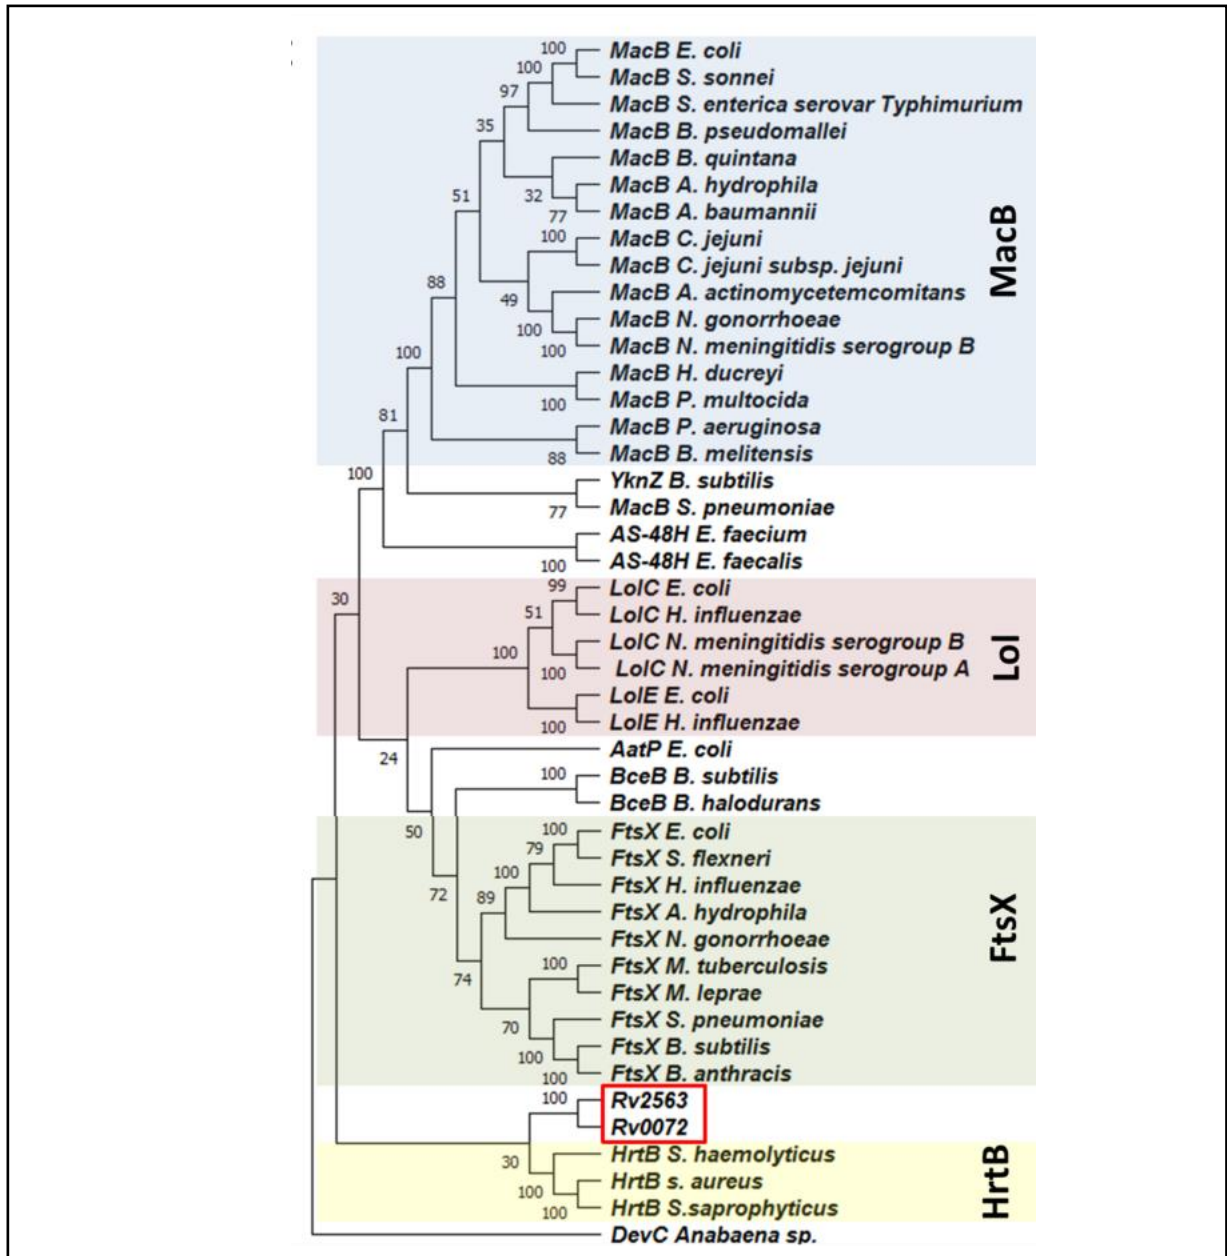 MacB E. coli
MacB S. sonnei
MacB S. enterica serovar Typhimurium
MacB B. pseudomallei
MacB B. quintana
MacB A. hydrophila
MacB A. baumannii
MacB C. jejuni
MacB C. jejuni subsp. jejuni
MacB A. actinomycetemcomitans
MacB N. gonorrhoeae
MacB N. meningitidis serogroup B
MacB H. ducreyi
MacB P. multocida
MacB P. aeruginosa
MacB B. melitensis
YknZ B. subtilis
MacB S. pneumoniae
AS-48H E. faecium
AS-48H E. faecalis
LolC E. coli
LolC H. influenzae
LolC N. meningitidis serogroup B
LolC N. meningitidis serogroup A
LolE E. coli
LolE H. influenzae
AatP E. coli
BceB B. subtilis
BceB B. halodurans
FtsX E. coli
FtsX S. flexneri
FtsX H. influenzae
FtsX A. hydrophila
FtsX N. gonorrhoeae
FtsX M. tuberculosis
FtsX M. leprae
FtsX S. pneumoniae
FtsX B. subtilis
FtsX B. anthracis
Rv2563
Rv0072
HrtB S. haemolyticus
HrtB s. aureus
HrtB S.saprophyticus
DevC Anabaena sp.
MacB
Lol
FtsX
HrtB
100
100
97
35
32
77
51
100
49
100
100
88
100
100
88
81
77
100
100
30
99
51
100
100
100
24
100
50
100
79
100
89
72
100
74
70
100
100
100
30
100
100